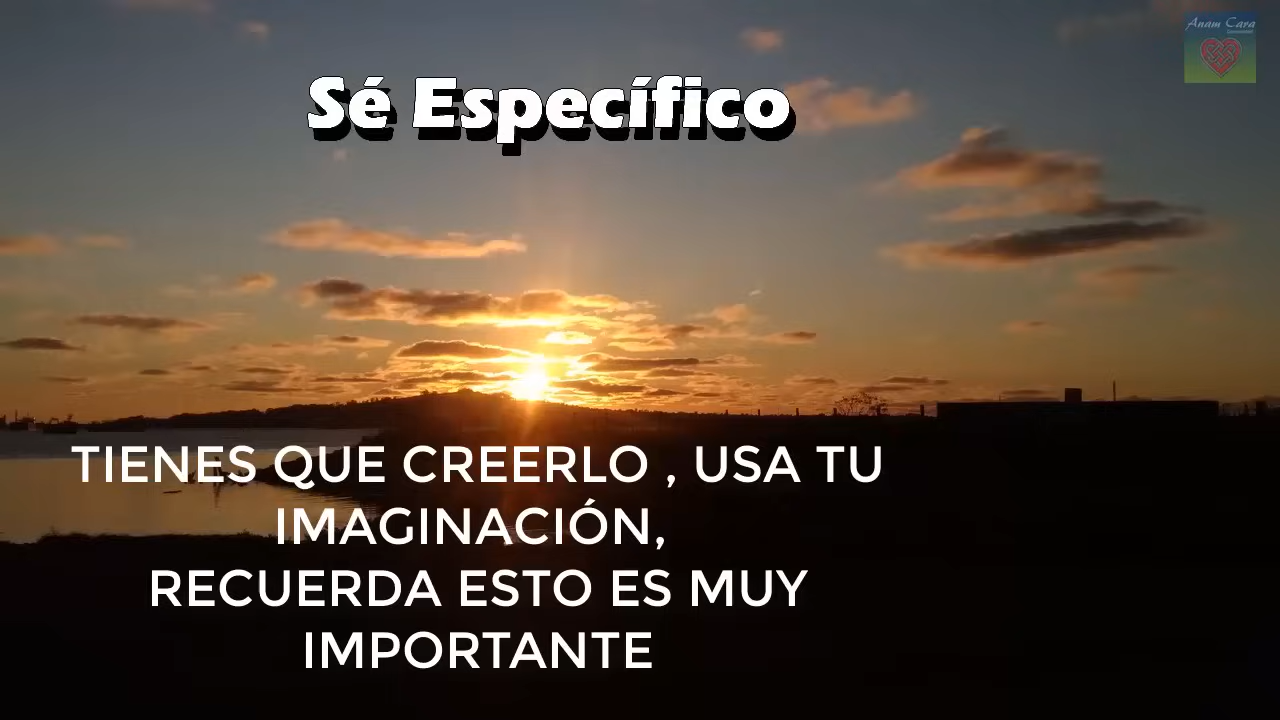 Anam Cara
Sé Específico
TIENES QUE CREERLO , USA TU
IMAGINACIÓN,
RECUERDA ESTO ES MUY
IMPORTANTE